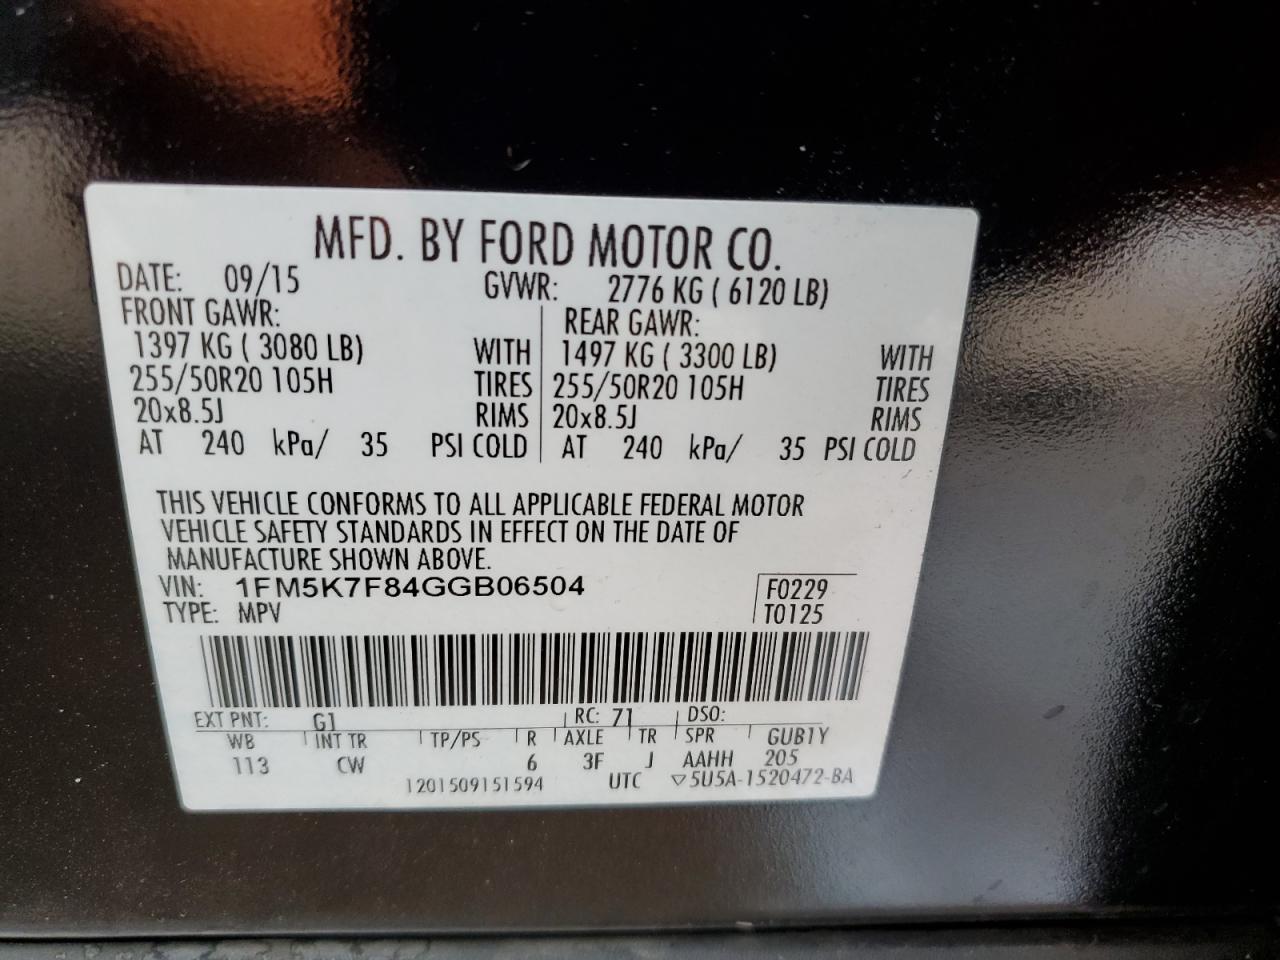 MFD. BY FORD MOTOR CO.
DATE: 09/15 GVWR: 2776 KG ( 6120 LB)
FRONT GAWR: REAR GAWR:
1397 KG ( 3080 LB) WITH 1497 KG ( 3300 LB) WITH
255/50R20 105H TIRES 255/50R20 105H TIRES
20x8.5J RIMS 20x8.5J RIMS
AT 240 kPa/ 35 PSI COLD AT 240 kPa/ 35 PSI COLD
THIS VEHICLE CONFORMS TO ALL APPLICABLE FEDERAL MOTOR
VEHICLE SAFETY STANDARDS IN EFFECT ON THE DATE OF
MANUFACTURE SHOWN ABOVE.
VIN: 1FM5K7F84GGB06504 F0229
TYPE: MPV T0125
EXT PNT: G1 RC: 71 DSO:
WB INT TR TP/PS R AXLE TR SPR GUB1Y
113 CW 6 3F J AAHH 205
1201509151594 UTC ▽5U5A-1520472-BA